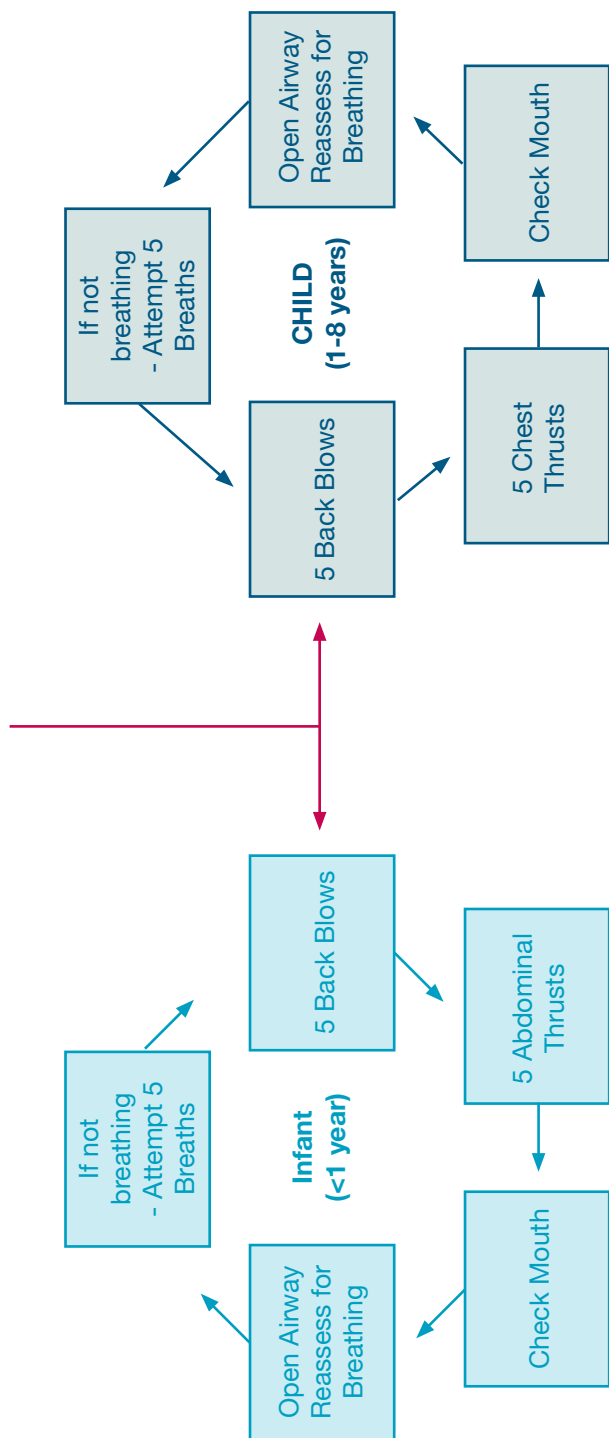 If not
breathing
- Attempt 5
Breaths
If not
breathing
- Attempt 5
Breaths
Open Airway
Reassess for
Breathing
Infant
(<1 year)
5 Back Blows
5 Back Blows
CHILD
(1-8 years)
Open Airway
Reassess for
Breathing
Check Mouth
5 Abdominal
Thrusts
5 Chest
Thrusts
Check Mouth